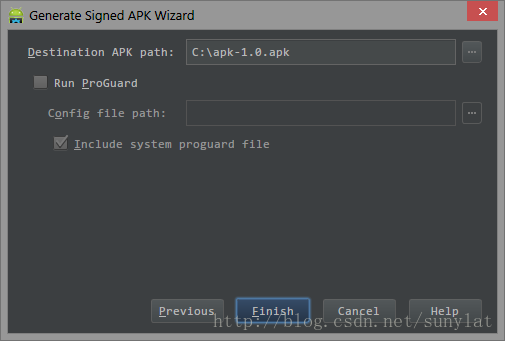 Generate Signed APK Wizard
Destination APK path: C:\apk-1.0.apk ...
Run ProGuard
Config file path: ...
Include system proguard file
Previous Finish Cancel Help
http://blog.csdn.net/sunylat